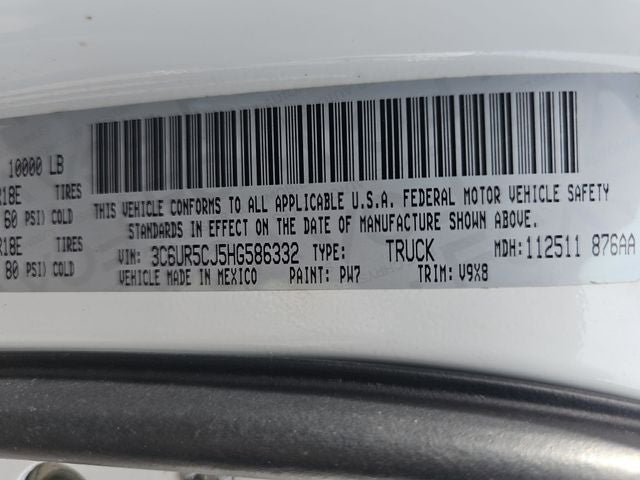 10000 LB
R18E TIRES
60 PSI) COLD
R18E TIRES
80 PSI) COLD
THIS VEHICLE CONFORMS TO ALL APPLICABLE U.S.A. FEDERAL MOTOR VEHICLE SAFETY
STANDARDS IN EFFECT ON THE DATE OF MANUFACTURE SHOWN ABOVE.
VIN: 3C6UR5CJ5HG586332 TYPE: TRUCK MDH: 112511 876AA
VEHICLE MADE IN MEXICO PAINT: PW7 TRIM: V9X8